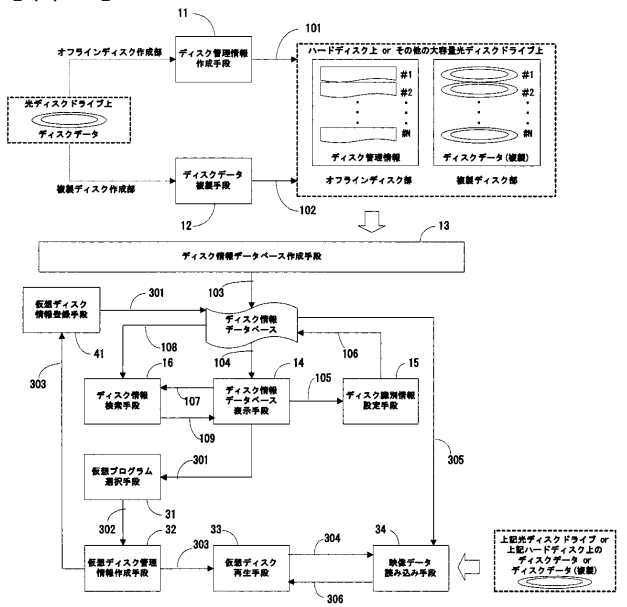 11
ディスク管理情報
作成手段
101
オフラインディスク作成部
光ディスクドライブ上
ディスクデータ
複製ディスク作成部
ディスクデータ
複製手段
12
102
ハードディスク上 or その他の大容量光ディスクドライブ上
#1
#2
#N
ディスク管理情報
オフラインディスク部
#1
#2
#N
ディスクデータ(複製)
複製ディスク部
13
ディスク情報データベース作成手段
103
仮想ディスク
情報登録手段
41
301
ディスク情報
データベース
108
104
106
303
16
ディスク情報
検索手段
107
109
14
ディスク情報
データベース
表示手段
105
15
ディスク識別情報
設定手段
305
301
仮想プログラム
選択手段
31
302
32
仮想ディスク管理
情報作成手段
303
33
仮想ディスク
再生手段
304
306
34
映像データ
読み込み手段
上記光ディスクドライブ or
上記ハードディスク上の
ディスクデータ or
ディスクデータ(複製)